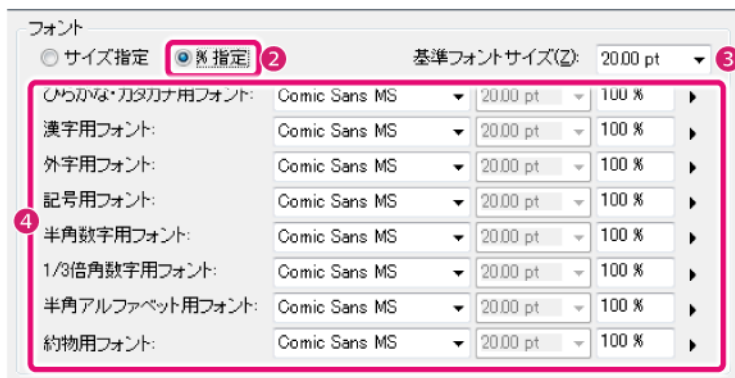 フォント
サイズ指定 %指定 2 基準フォントサイズ(Z): 20.00 pt 3
ひらがな・カタカナ用フォント: Comic Sans MS 20.00 pt 100 %
漢字用フォント: Comic Sans MS 20.00 pt 100 %
外字用フォント: Comic Sans MS 20.00 pt 100 %
記号用フォント: Comic Sans MS 20.00 pt 100 %
4
半角数字用フォント: Comic Sans MS 20.00 pt 100 %
1/3倍角数字用フォント: Comic Sans MS 20.00 pt 100 %
半角アルファベット用フォント: Comic Sans MS 20.00 pt 100 %
約物用フォント: Comic Sans MS 20.00 pt 100 %